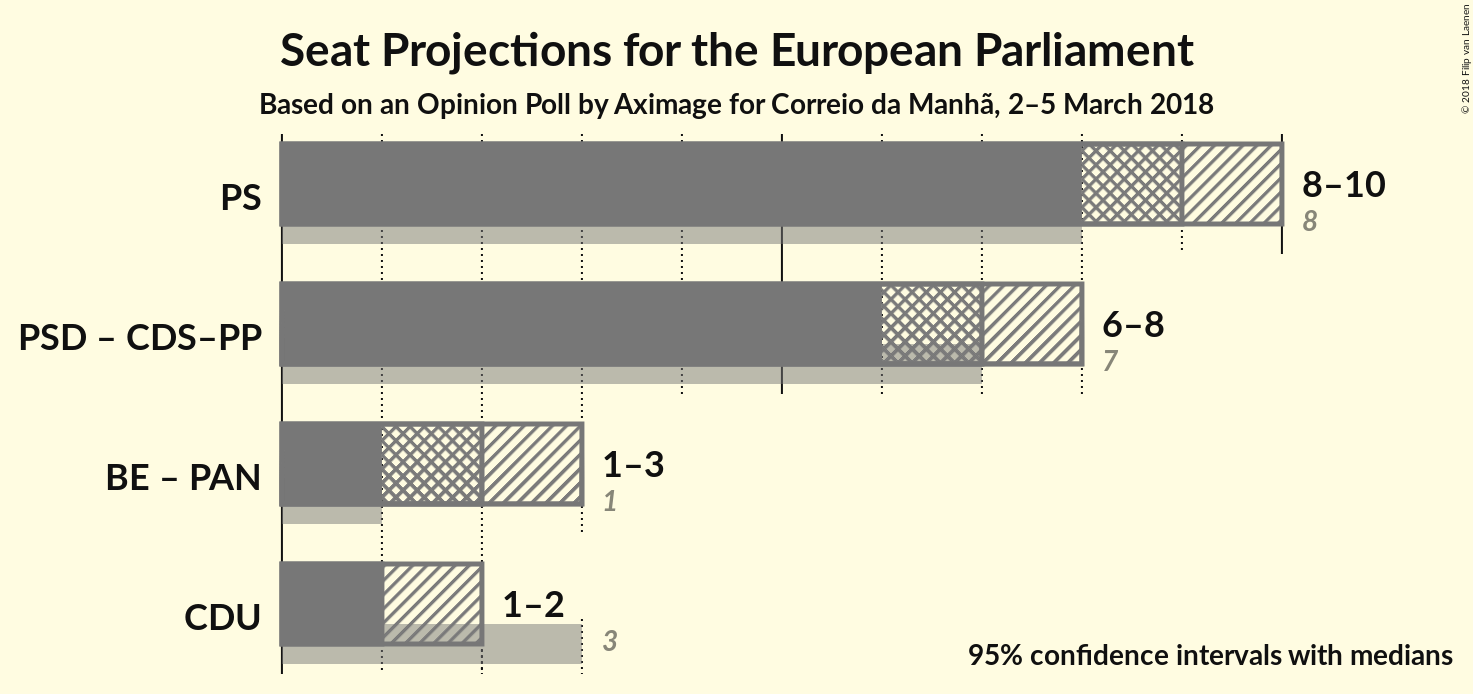 Seat Projections for the European Parliament
Based on an Opinion Poll by Aximage for Correio da Manhã, 2–5 March 2018
© 2018 Filip van Laenen
PS
8–10
8
PSD – CDS–PP
6–8
7
BE – PAN
1–3
1
CDU
1–2
3
95% confidence intervals with medians